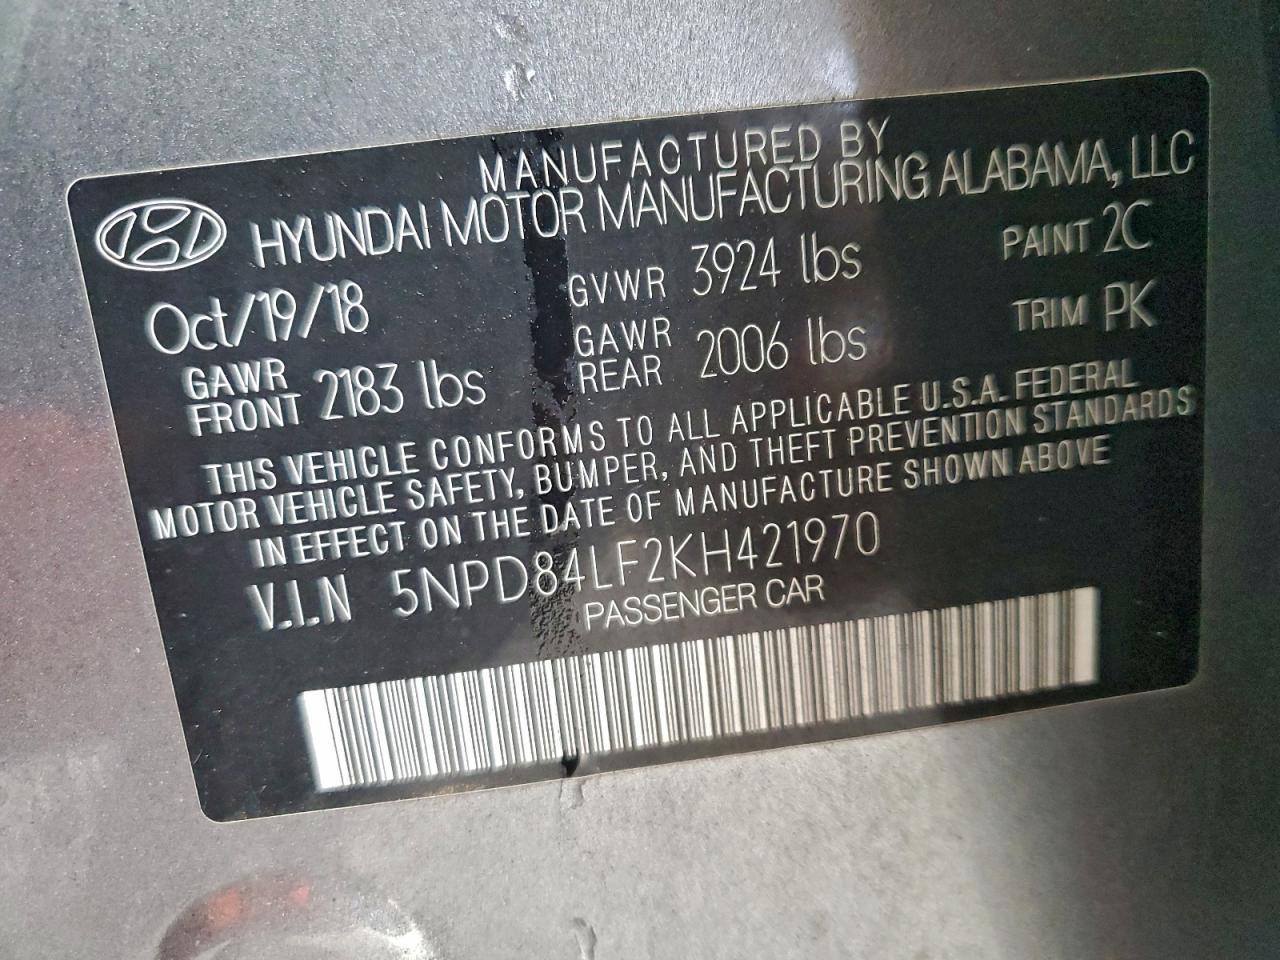 MANUFACTURED BY
HYUNDAI MOTOR MANUFACTURING ALABAMA, LLC
Oct/19/18 GVWR 3924 lbs PAINT 2C
GAWR FRONT 2183 lbs GAWR REAR 2006 lbs TRIM PK
THIS VEHICLE CONFORMS TO ALL APPLICABLE U.S.A. FEDERAL
MOTOR VEHICLE SAFETY, BUMPER, AND THEFT PREVENTION STANDARDS
IN EFFECT ON THE DATE OF MANUFACTURE SHOWN ABOVE
V.I.N 5NPD84LF2KH421970
PASSENGER CAR